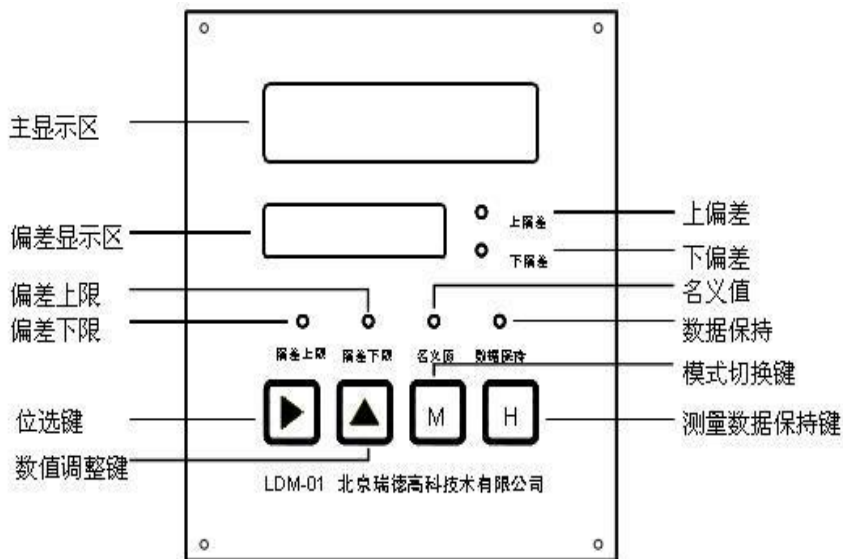 主显示区
偏差显示区
偏差上限
偏差下限
位选键
数值调整键
上偏差
下偏差
偏差上限 偏差下限 名义值 数据保持
M H
LDM-01 北京瑞德高科技术有限公司
上偏差
下偏差
名义值
数据保持
模式切换键
测量数据保持键